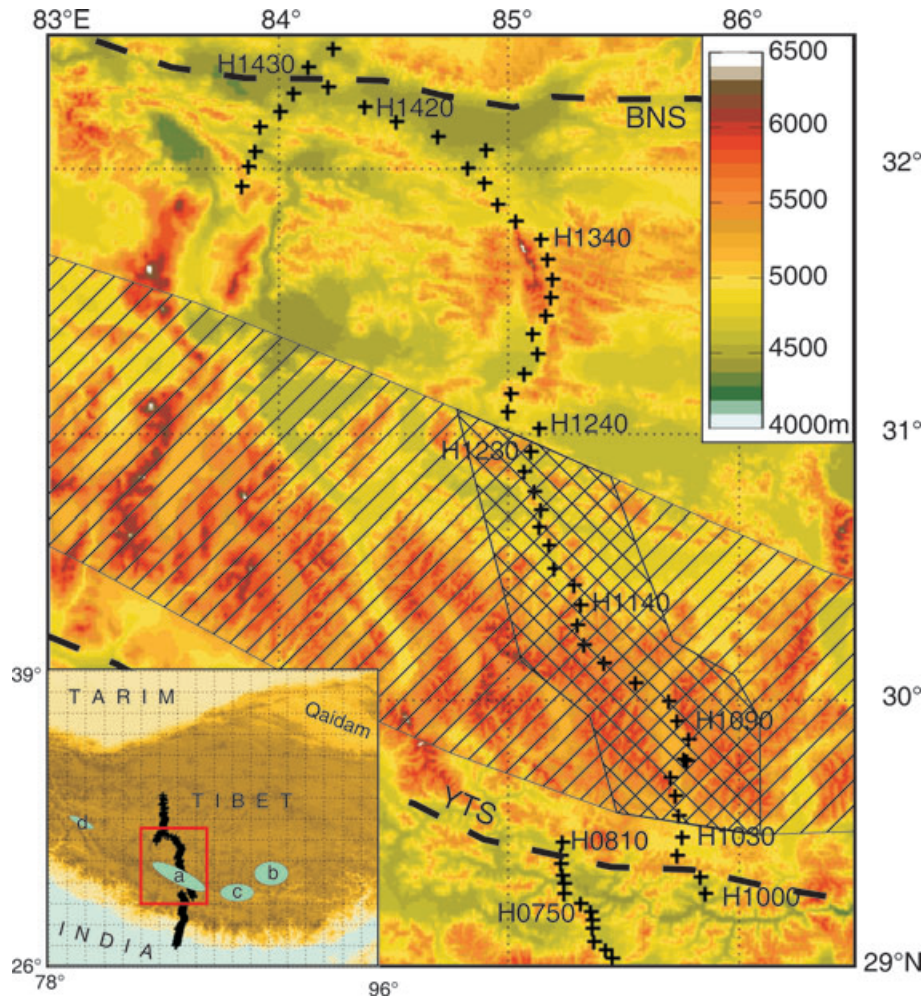 83°E 84° 85° 86°
H1430
6500
H1420
BNS
6000
32°
5500
H1340
5000
4500
H1240
4000m
31°
H1230
H1140
39°
TARIM
30°
Qaidam
H1090
YTS
TIBET
d
H0810
H1030
a
b
c
H1000
H0750
INDIA
26°
29°N
78°
96°